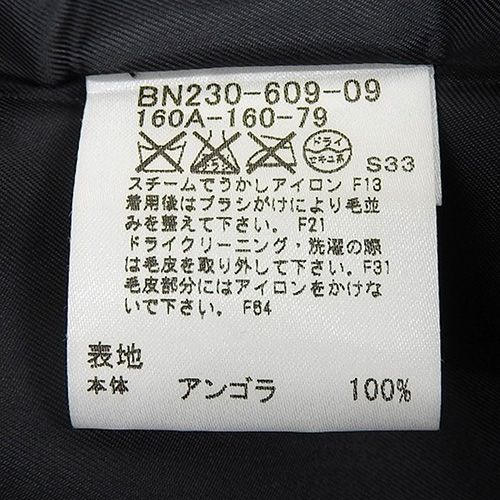 BN230-609-09
160A-160-79
ドライ
セキユ系
S33
スチームでうかしアイロン F13
着用後はブラシがけにより毛並
みを整えて下さい。F21
ドライクリーニング・洗濯の際
は毛皮を取り外して下さい。F31
毛皮部分にはアイロンをかけな
いで下さい。F64
表地
本体 アンゴラ 100%